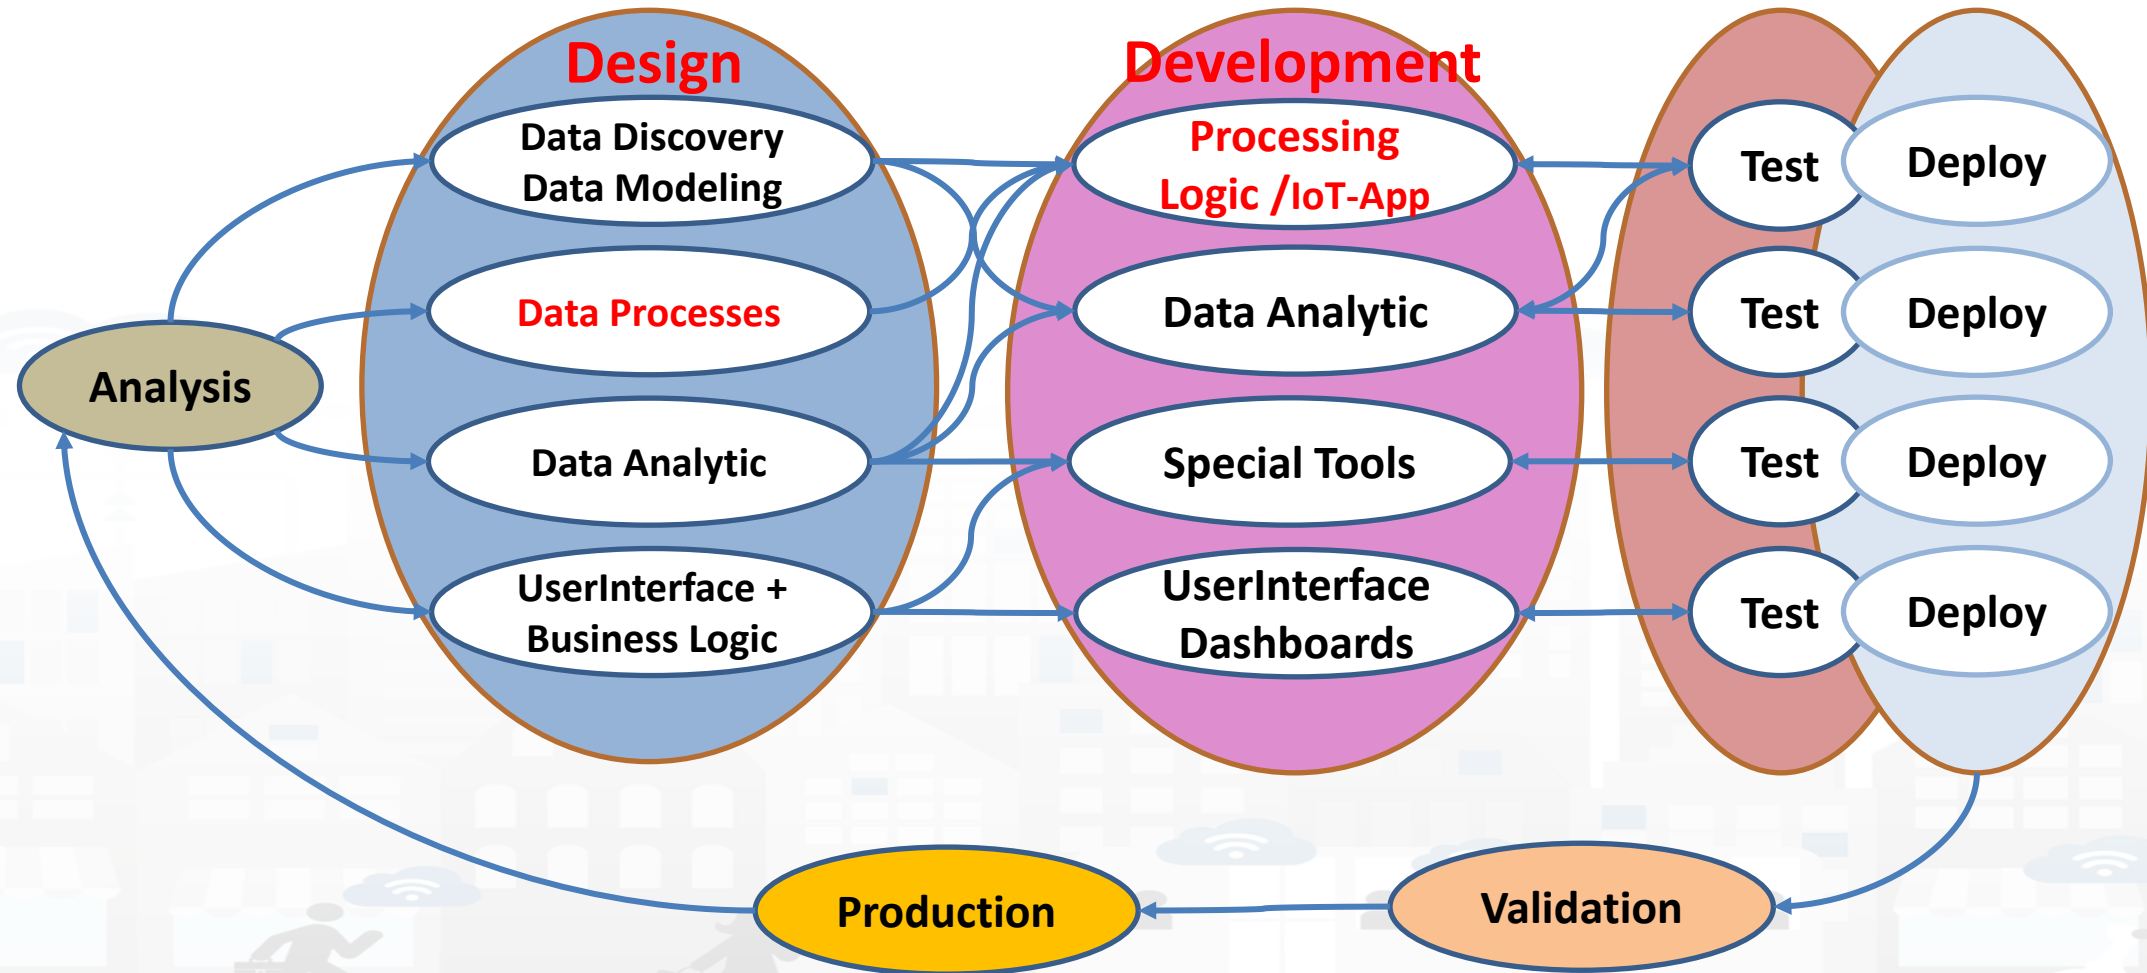 Design
Development
Data Discovery
Data Modeling
Processing
Logic /IoT-App
Test
Deploy
Data Processes
Data Analytic
Test
Deploy
Analysis
Data Analytic
Special Tools
Test
Deploy
UserInterface +
Business Logic
UserInterface
Dashboards
Test
Deploy
Production
Validation